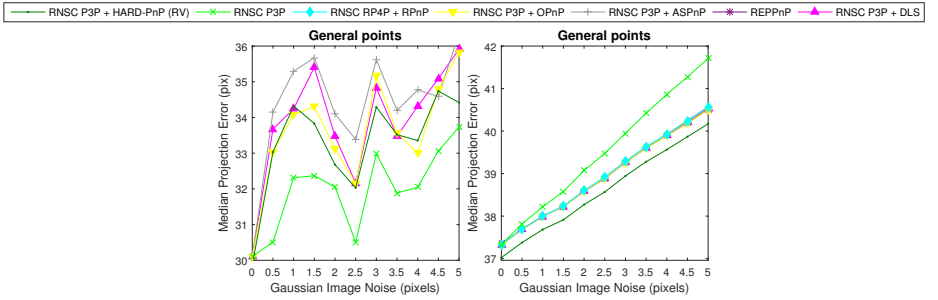 RNSC P3P + HARD-PnP (RV) RNSC P3P RNSC RP4P + RPnP RNSC P3P + OPnP RNSC P3P + ASPnP REPPnP RNSC P3P + DLS
General points
Median Projection Error (pix)
36
35
34
33
32
31
30
0 0.5 1 1.5 2 2.5 3 3.5 4 4.5 5
Gaussian Image Noise (pixels)
General points
Median Projection Error (pix)
42
41
40
39
38
37
36
0 0.5 1 1.5 2 2.5 3 3.5 4 4.5 5
Gaussian Image Noise (pixels)